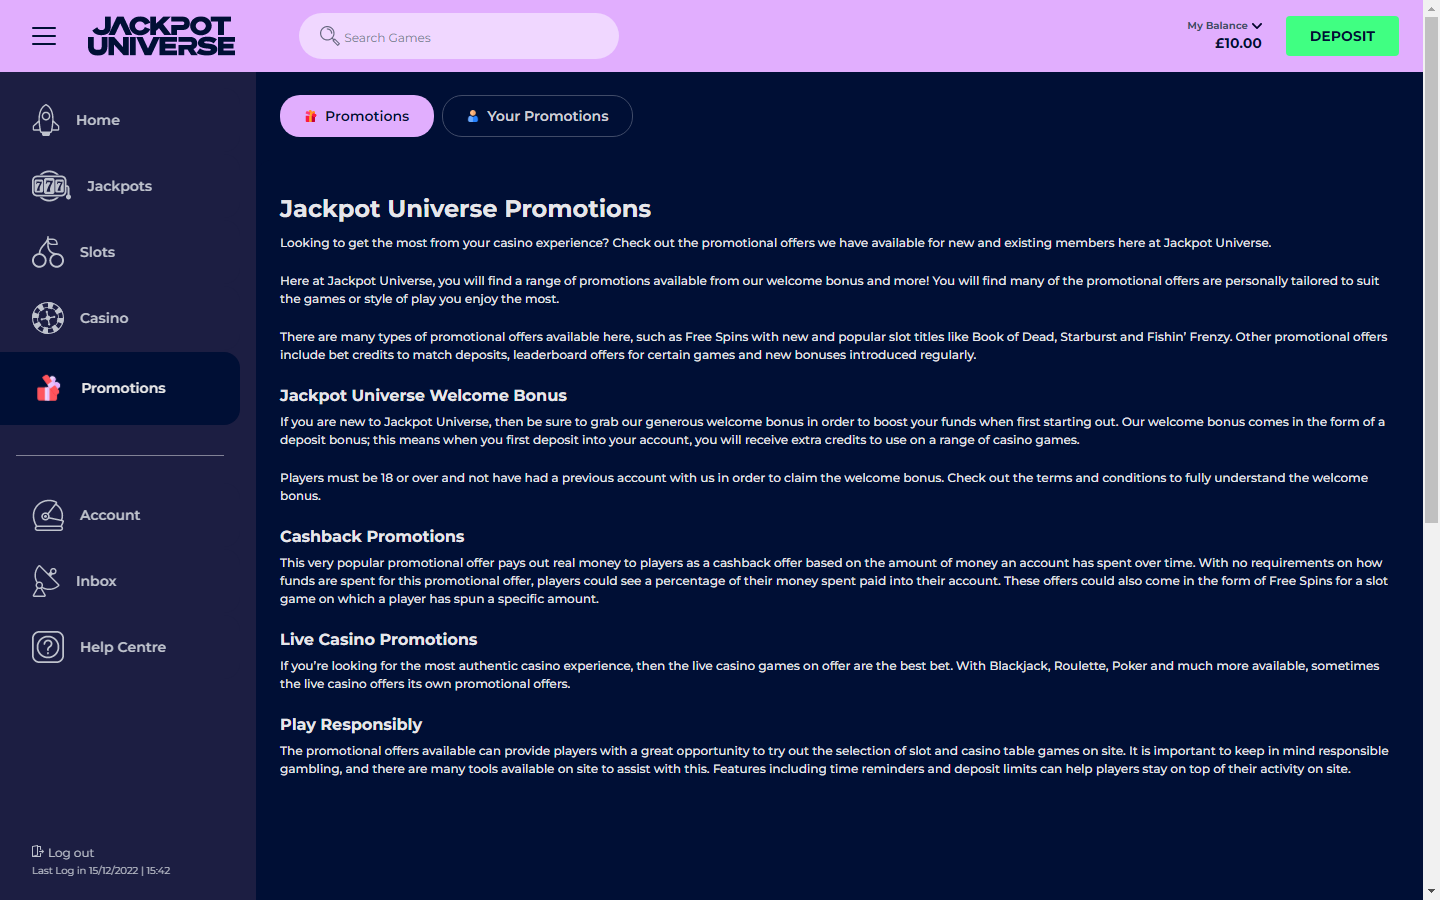 JACKPOT
UNIVERSE
Search Games
My Balance
£10.00
DEPOSIT
Home
Jackpots
Slots
Casino
Promotions
Account
Inbox
Help Centre
Log out
Last Log in 15/12/2022 | 15:42
Promotions
Your Promotions
Jackpot Universe Promotions
Looking to get the most from your casino experience? Check out the promotional offers we have available for new and existing members here at Jackpot Universe.
Here at Jackpot Universe, you will find a range of promotions available from our welcome bonus and more! You will find many of the promotional offers are personally tailored to suit
the games or style of play you enjoy the most.
There are many types of promotional offers available here, such as Free Spins with new and popular slot titles like Book of Dead, Starburst and Fishin’ Frenzy. Other promotional offers
include bet credits to match deposits, leaderboard offers for certain games and new bonuses introduced regularly.
Jackpot Universe Welcome Bonus
If you are new to Jackpot Universe, then be sure to grab our generous welcome bonus in order to boost your funds when first starting out. Our welcome bonus comes in the form of a
deposit bonus; this means when you first deposit into your account, you will receive extra credits to use on a range of casino games.
Players must be 18 or over and not have had a previous account with us in order to claim the welcome bonus. Check out the terms and conditions to fully understand the welcome
bonus.
Cashback Promotions
This very popular promotional offer pays out real money to players as a cashback offer based on the amount of money an account has spent over time. With no requirements on how
funds are spent for this promotional offer, players could see a percentage of their money spent paid into their account. These offers could also come in the form of Free Spins for a slot
game on which a player has spun a specific amount.
Live Casino Promotions
If you’re looking for the most authentic casino experience, then the live casino games on offer are the best bet. With Blackjack, Roulette, Poker and much more available, sometimes
the live casino offers its own promotional offers.
Play Responsibly
The promotional offers available can provide players with a great opportunity to try out the selection of slot and casino table games on site. It is important to keep in mind responsible
gambling, and there are many tools available on site to assist with this. Features including time reminders and deposit limits can help players stay on top of their activity on site.